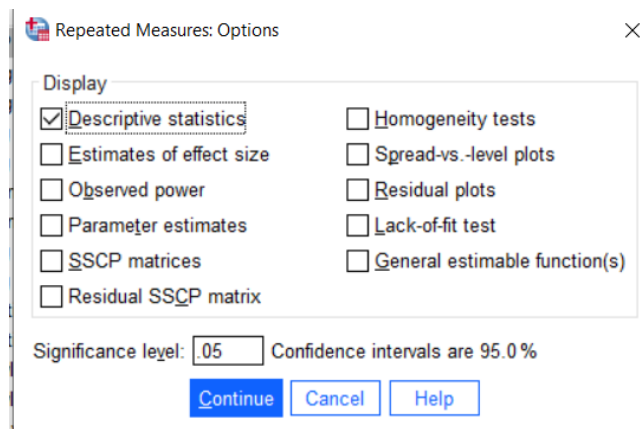 Repeated Measures: Options
Display
Descriptive statistics
Homogeneity tests
Estimates of effect size
Spread-vs.-level plots
Observed power
Residual plots
Parameter estimates
Lack-of-fit test
SSCP matrices
General estimable function(s)
Residual SSCP matrix
Significance level: .05 Confidence intervals are 95.0 %
Continue Cancel Help